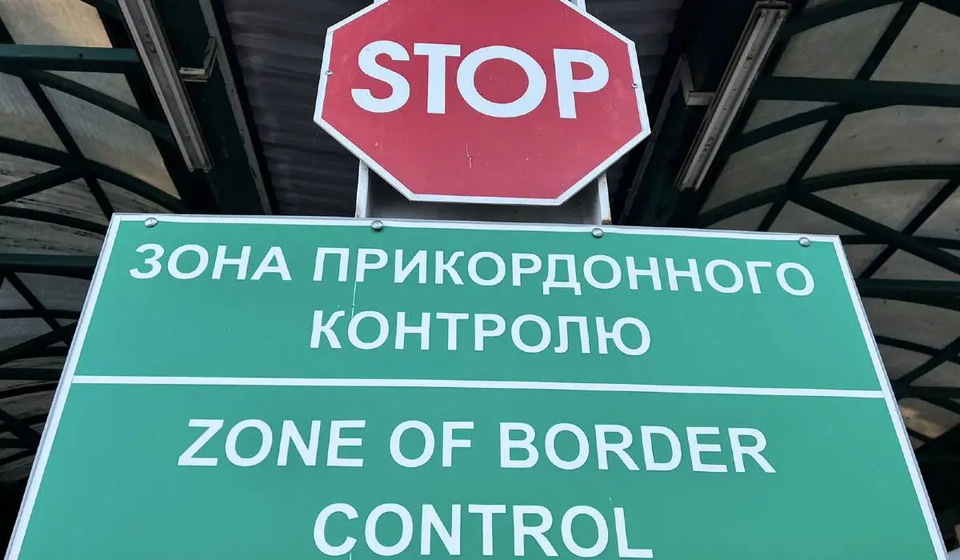 STOP
ЗОНА ПРИКОРДОННОГО
КОНТРОЛЮ
ZONE OF BORDER
CONTROL